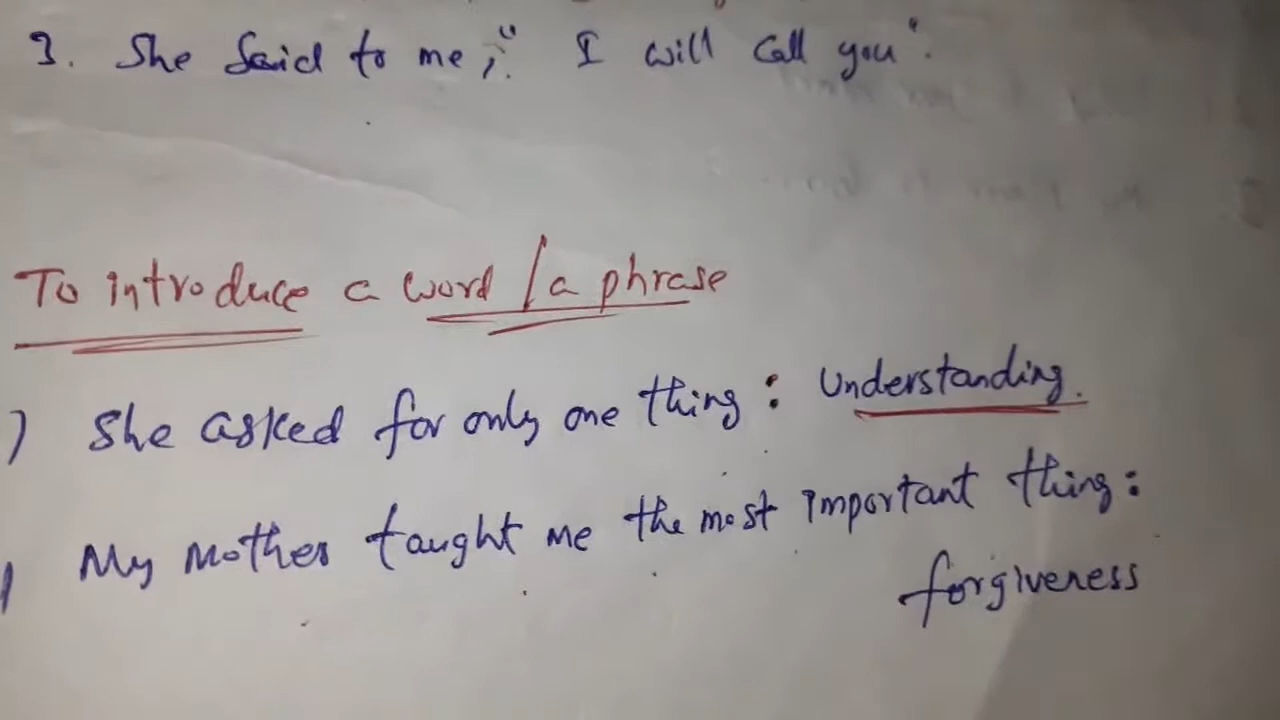 3. She said to me;" I will call you".
To introduce a word / a phrase
) She asked for only one thing : Understanding.
) My mother taught me the most important thing :
forgiveness